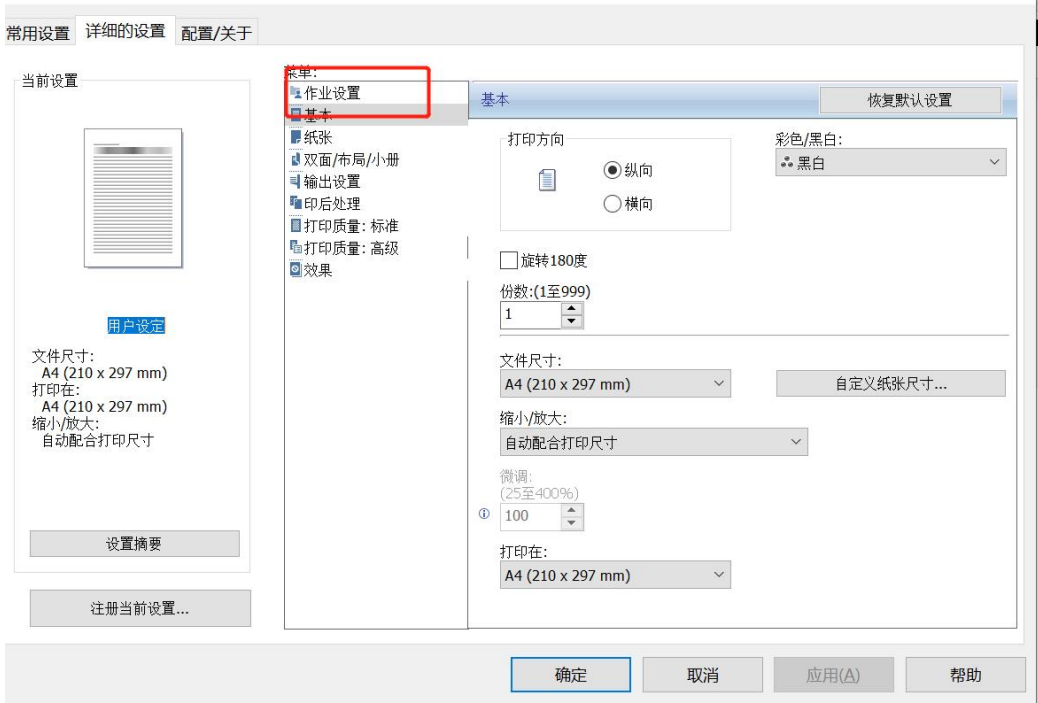 常用设置 详细的设置 配置/关于
当前设置
用户设定
文件尺寸:
A4 (210 x 297 mm)
打印在:
A4 (210 x 297 mm)
缩小/放大:
自动配合打印尺寸
设置摘要
注册当前设置...
菜单:
作业设置
基本
纸张
双面/布局/小册
输出设置
印后处理
打印质量: 标准
打印质量: 高级
效果
基本
恢复默认设置
打印方向
纵向
横向
彩色/黑白:
黑白
旋转180度
份数:(1至999)
1
文件尺寸:
A4 (210 x 297 mm)
自定义纸张尺寸...
缩小/放大:
自动配合打印尺寸
微调:
(25至400%)
100
打印在:
A4 (210 x 297 mm)
确定 取消 应用(A) 帮助